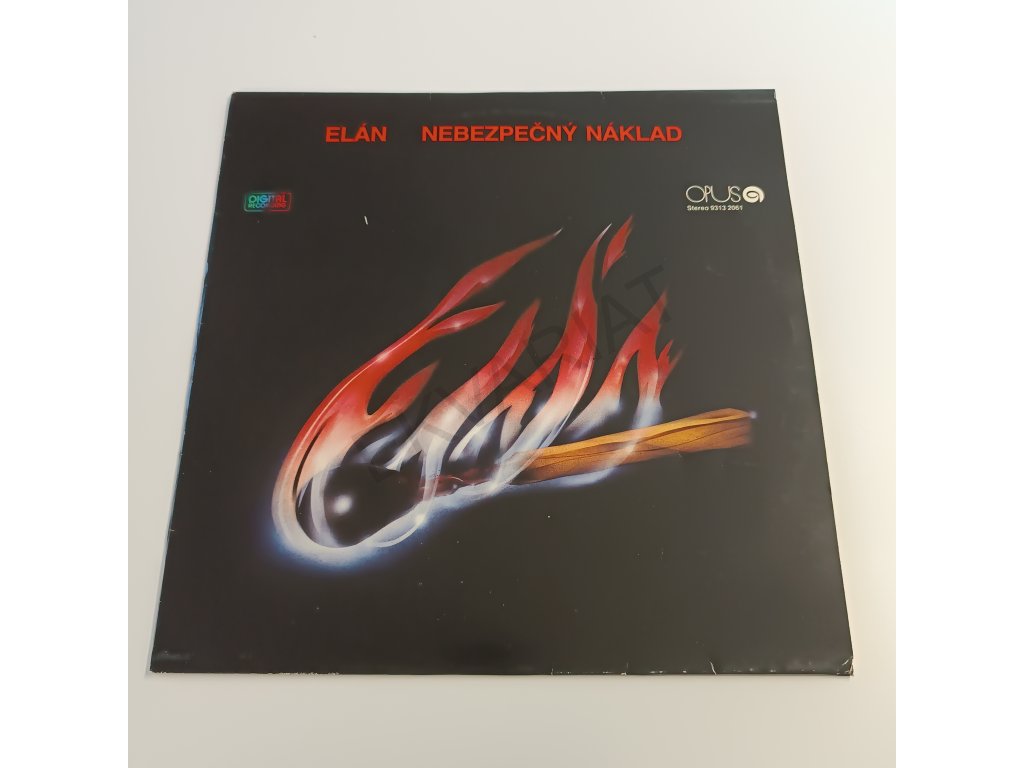 ELÁN NEBEZPEČNÝ NÁKLAD
DIGITAL
RECORDING
OPUS
Stereo 9313 2061